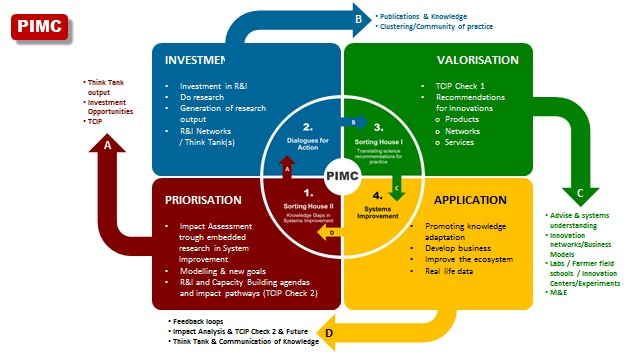 PIMC
B
• Publications & Knowledge
• Clustering/Community of practice
INVESTMEN
• Investment in R&I
• Do research
• Generation of research
output
• R&I Networks
/ Think Tank(s)
VALORISATION
• TCIP Check 1
• Recommendations
for Innovations
o Products
o Networks
o Services
• Think Tank
output
• Investment
Opportunities
• TCIP
A
2.
Dialogues for
Action
B
3.
Sorting House I
Translating science
recommendations for
practice
A
PIMC
C
1.
Sorting House II
Knowledge Gaps in
Systems Improvement
D
4.
Systems
Improvement
PRIORISATION
• Impact Assessment
trough embedded
research in System
Improvement
• Modelling & new goals
• R&I and Capacity Building agendas
and impact pathways (TCIP Check 2)
APPLICATION
• Promoting knowledge
adaptation
• Develop business
• Improve the ecosystem
• Real life data
C
• Advise & systems
understanding
• Innovation
networks/Business
Models
• Labs / Farmer field
schools / Innovation
Centers/Experiments
• M&E
• Feedback loops
• Impact Analysis & TCIP Check 2 & Future
• Think Tank & Communication of Knowledge
D